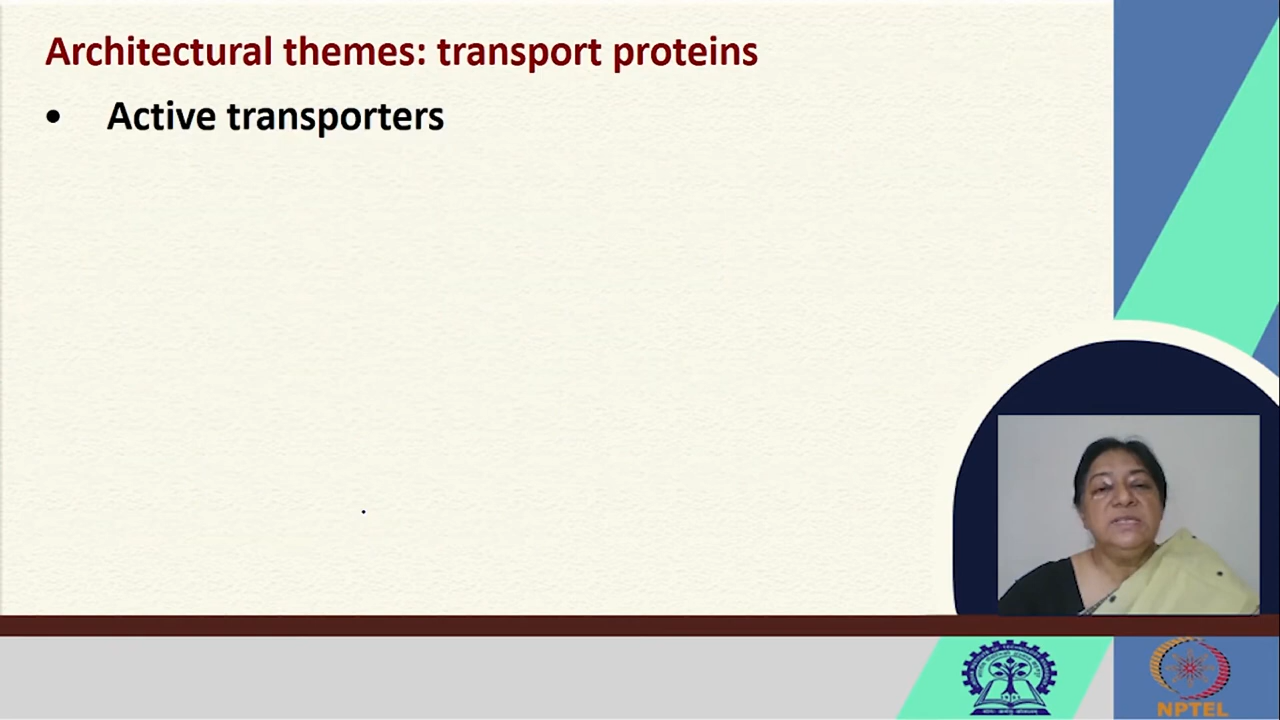 Architectural themes: transport proteins
• Active transporters
NPTEL